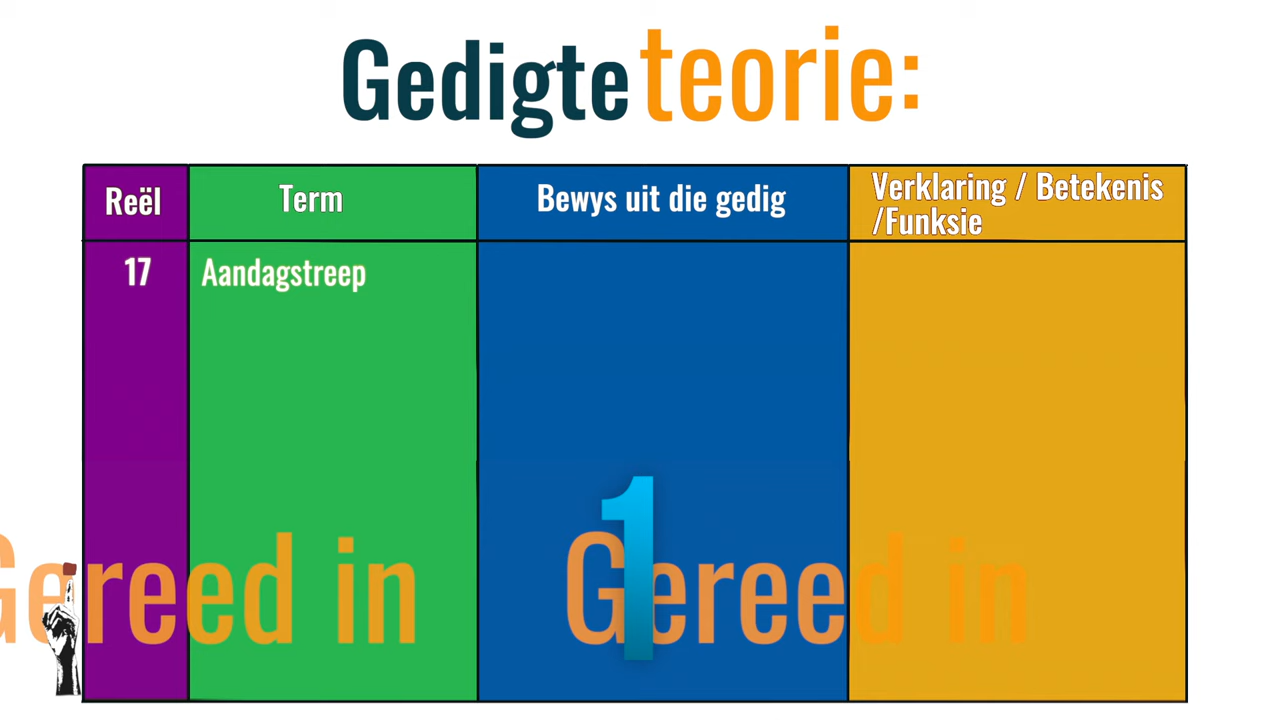 Gedigte teorie:
Reël Term Bewys uit die gedig Verklaring / Betekenis
/Funksie
17 Aandagstreep
Gereed in Gereed in
1